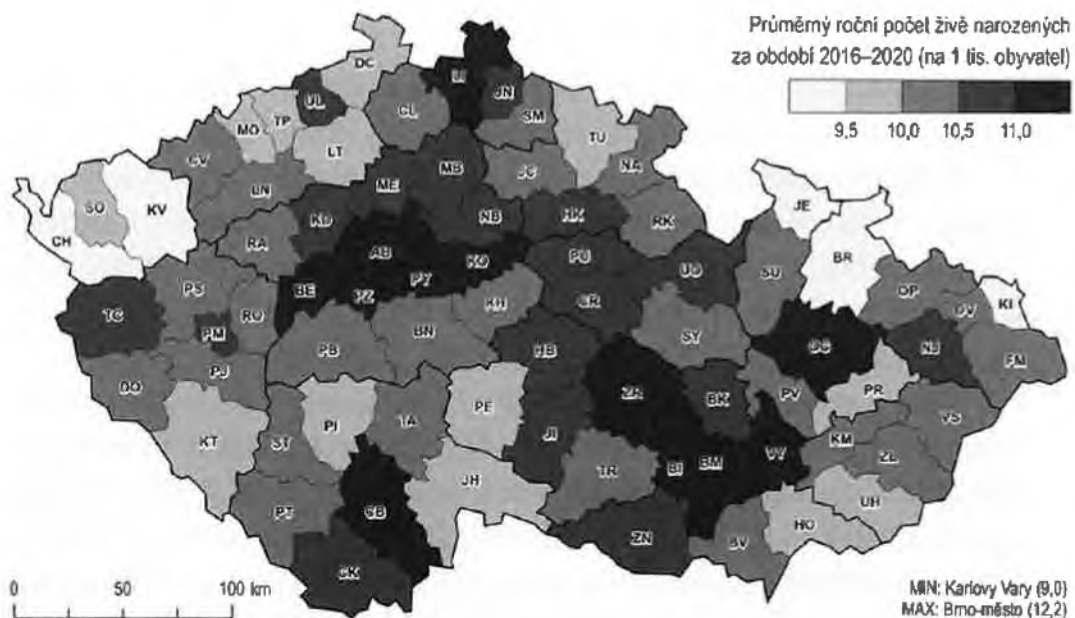 Průměrný roční počet živě narozených
za období 2016–2020 (na 1 tis. obyvatel)
9,5 10,0 10,5 11,0
DC
LI
UL
JN
CL
SM
MO
TP
TU
LT
CV
MB
JC
NA
ME
LN
SO
KV
KD
NB
HK
RK
JE
CH
RA
AB
BR
KO
PU
UO
SU
PY
BE
PZ
OP
KI
PS
KH
CR
OV
TC
RO
PM
BN
SY
OC
NJ
PB
HB
FM
PJ
DO
ZR
BK
PV
PR
PE
VS
KT
PI
TA
ST
JI
KM
VY
ZL
BI
BM
TR
JH
UH
CB
PT
HO
ZN
BV
CK
0 50 100 km
MIN: Karlovy Vary (9,0)
MAX: Brno-město (12,2)